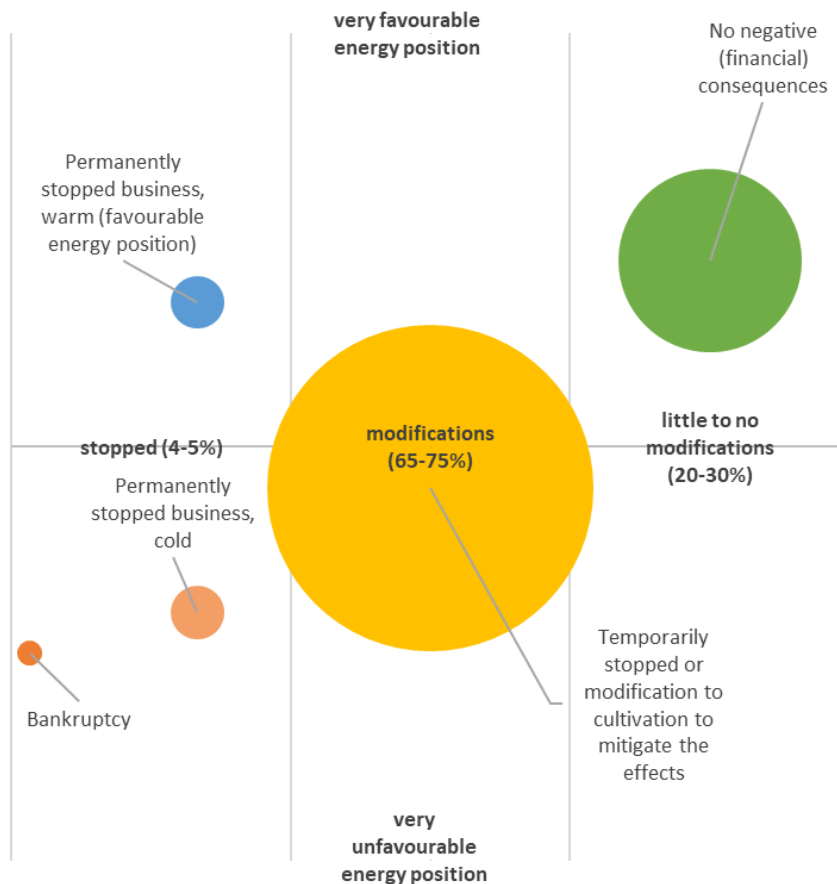 very favourable
energy position
No negative
(financial)
consequences
Permanently
stopped business,
warm (favourable
energy position)
stopped (4-5%)
modifications
(65-75%)
little to no
modifications
(20-30%)
Permanently
stopped business,
cold
Bankruptcy
Temporarily
stopped or
modification to
cultivation to
mitigate the
effects
very
unfavourable
energy position